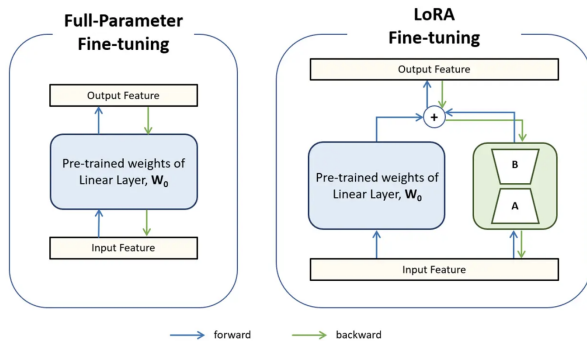 Full-Parameter
Fine-tuning
Output Feature
Pre-trained weights of
Linear Layer, W₀
Input Feature
LoRA
Fine-tuning
Output Feature
+
Pre-trained weights of
Linear Layer, W₀
B
A
Input Feature
forward
backward